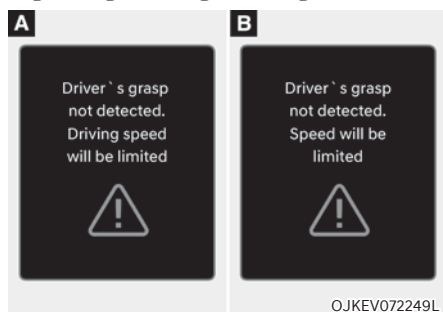 A
Driver`s grasp
not detected.
Driving speed
will be limited
B
Driver`s grasp
not detected.
Speed will be
limited
OJKEV072249L